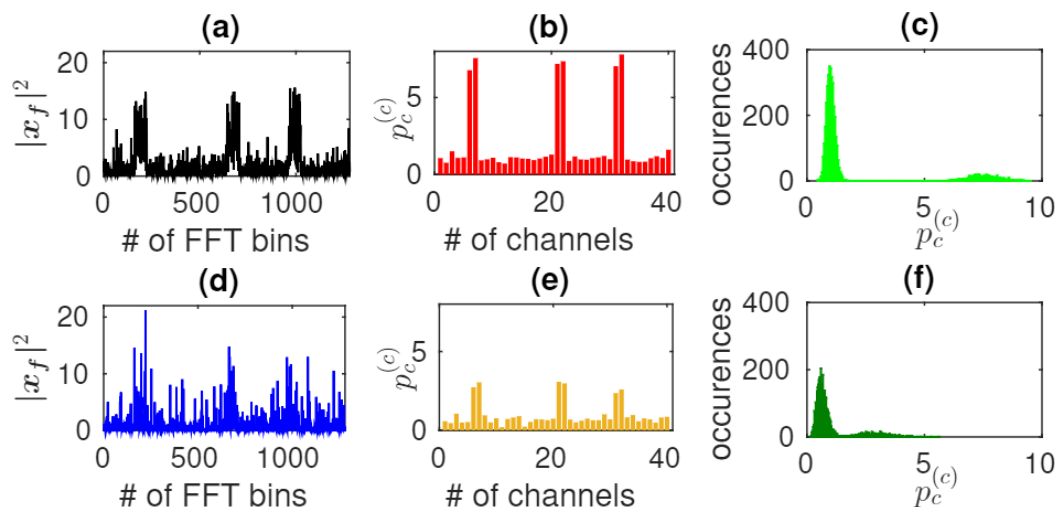 (a)
|x_f|^2
20
10
0
0
500
1000
# of FFT bins
(b)
p_c^{(c)}
5
0
0
20
40
# of channels
(c)
occurences
400
200
0
0
5
10
p_c^{(c)}
(d)
|x_f|^2
20
10
0
0
500
1000
# of FFT bins
(e)
p_c^{(c)}
5
0
0
20
40
# of channels
(f)
occurences
400
200
0
0
5
10
p_c^{(c)}